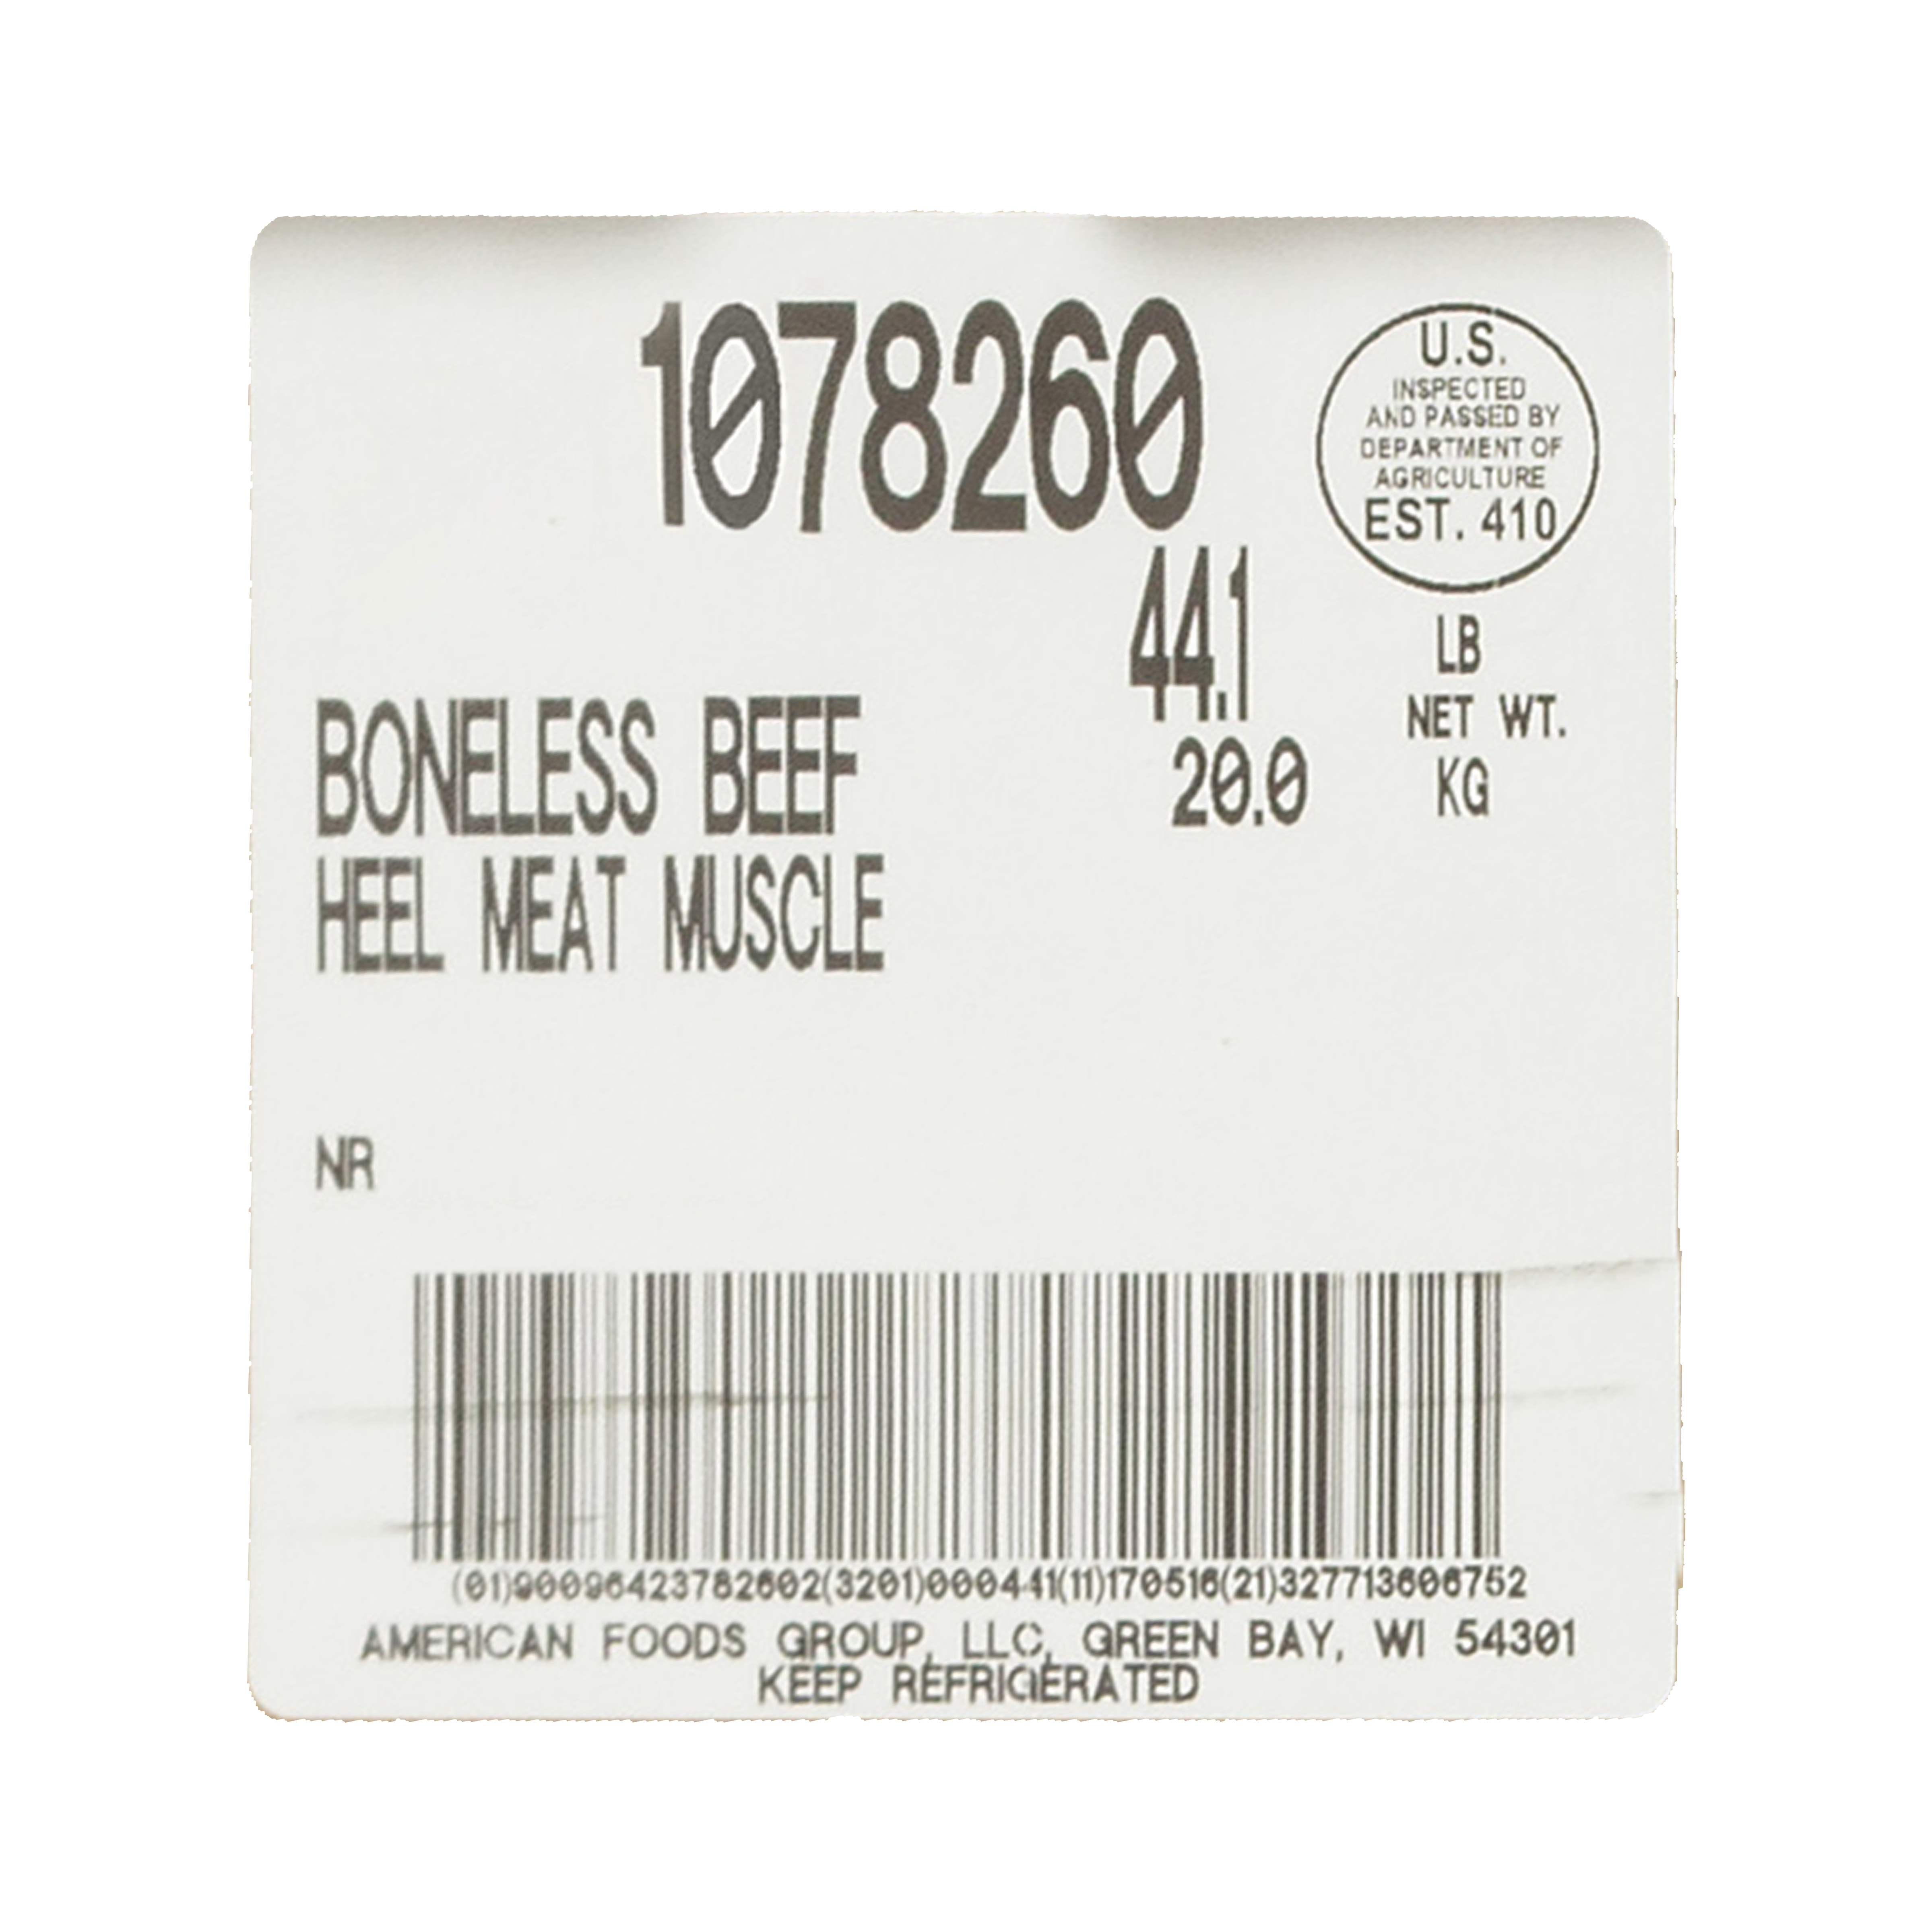 1078260
U.S.
INSPECTED
AND PASSED BY
DEPARTMENT OF
AGRICULTURE
EST. 410
44.1 LB
NET WT.
20.0 KG
BONELESS BEEF
HEEL MEAT MUSCLE
NR
(01)90096423782602(3201)000441(11)170516(21)327713606752
AMERICAN FOODS GROUP, LLC, GREEN BAY, WI 54301
KEEP REFRIGERATED